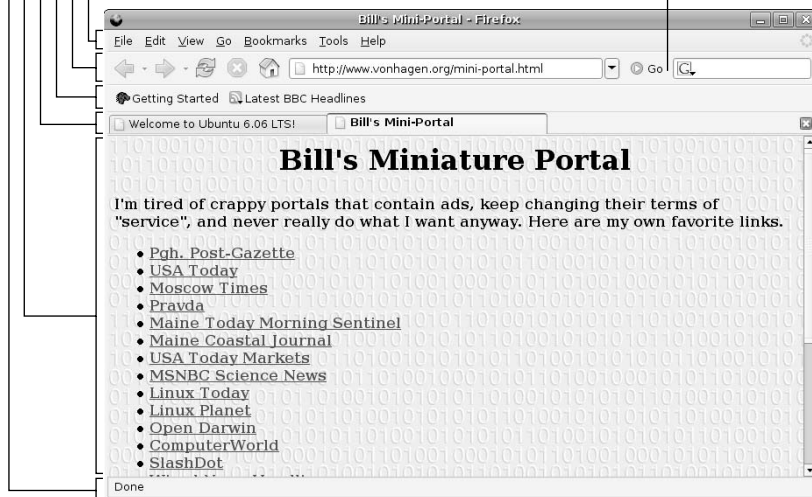 Bill's Mini-Portal - Firefox
File Edit View Go Bookmarks Tools Help
http://www.vonhagen.org/mini-portal.html Go G
Getting Started Latest BBC Headlines
Welcome to Ubuntu 6.06 LTS! Bill's Mini-Portal
Bill's Miniature Portal
I'm tired of crappy portals that contain ads, keep changing their terms of
"service", and never really do what I want anyway. Here are my own favorite links.
Pgh. Post-Gazette
USA Today
Moscow Times
Pravda
Maine Today Morning Sentinel
Maine Coastal Journal
USA Today Markets
MSNBC Science News
Linux Today
Linux Planet
Open Darwin
ComputerWorld
SlashDot
Done